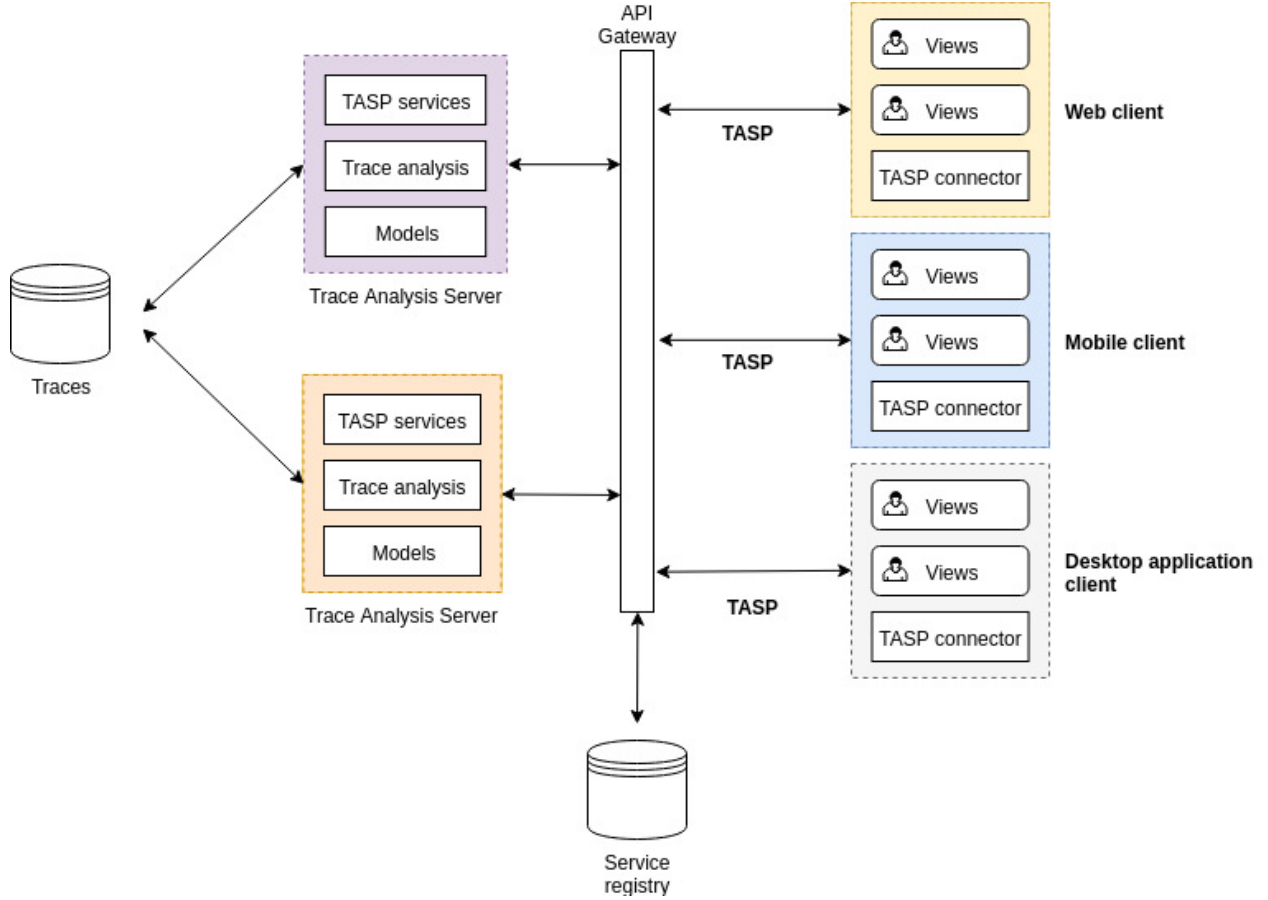 API
Gateway
TASP services
Trace analysis
Models
Trace Analysis Server
Traces
TASP services
Trace analysis
Models
Trace Analysis Server
TASP
TASP
TASP
Views
Views
TASP connector
Web client
Views
Views
TASP connector
Mobile client
Views
Views
TASP connector
Desktop application
client
Service
registry